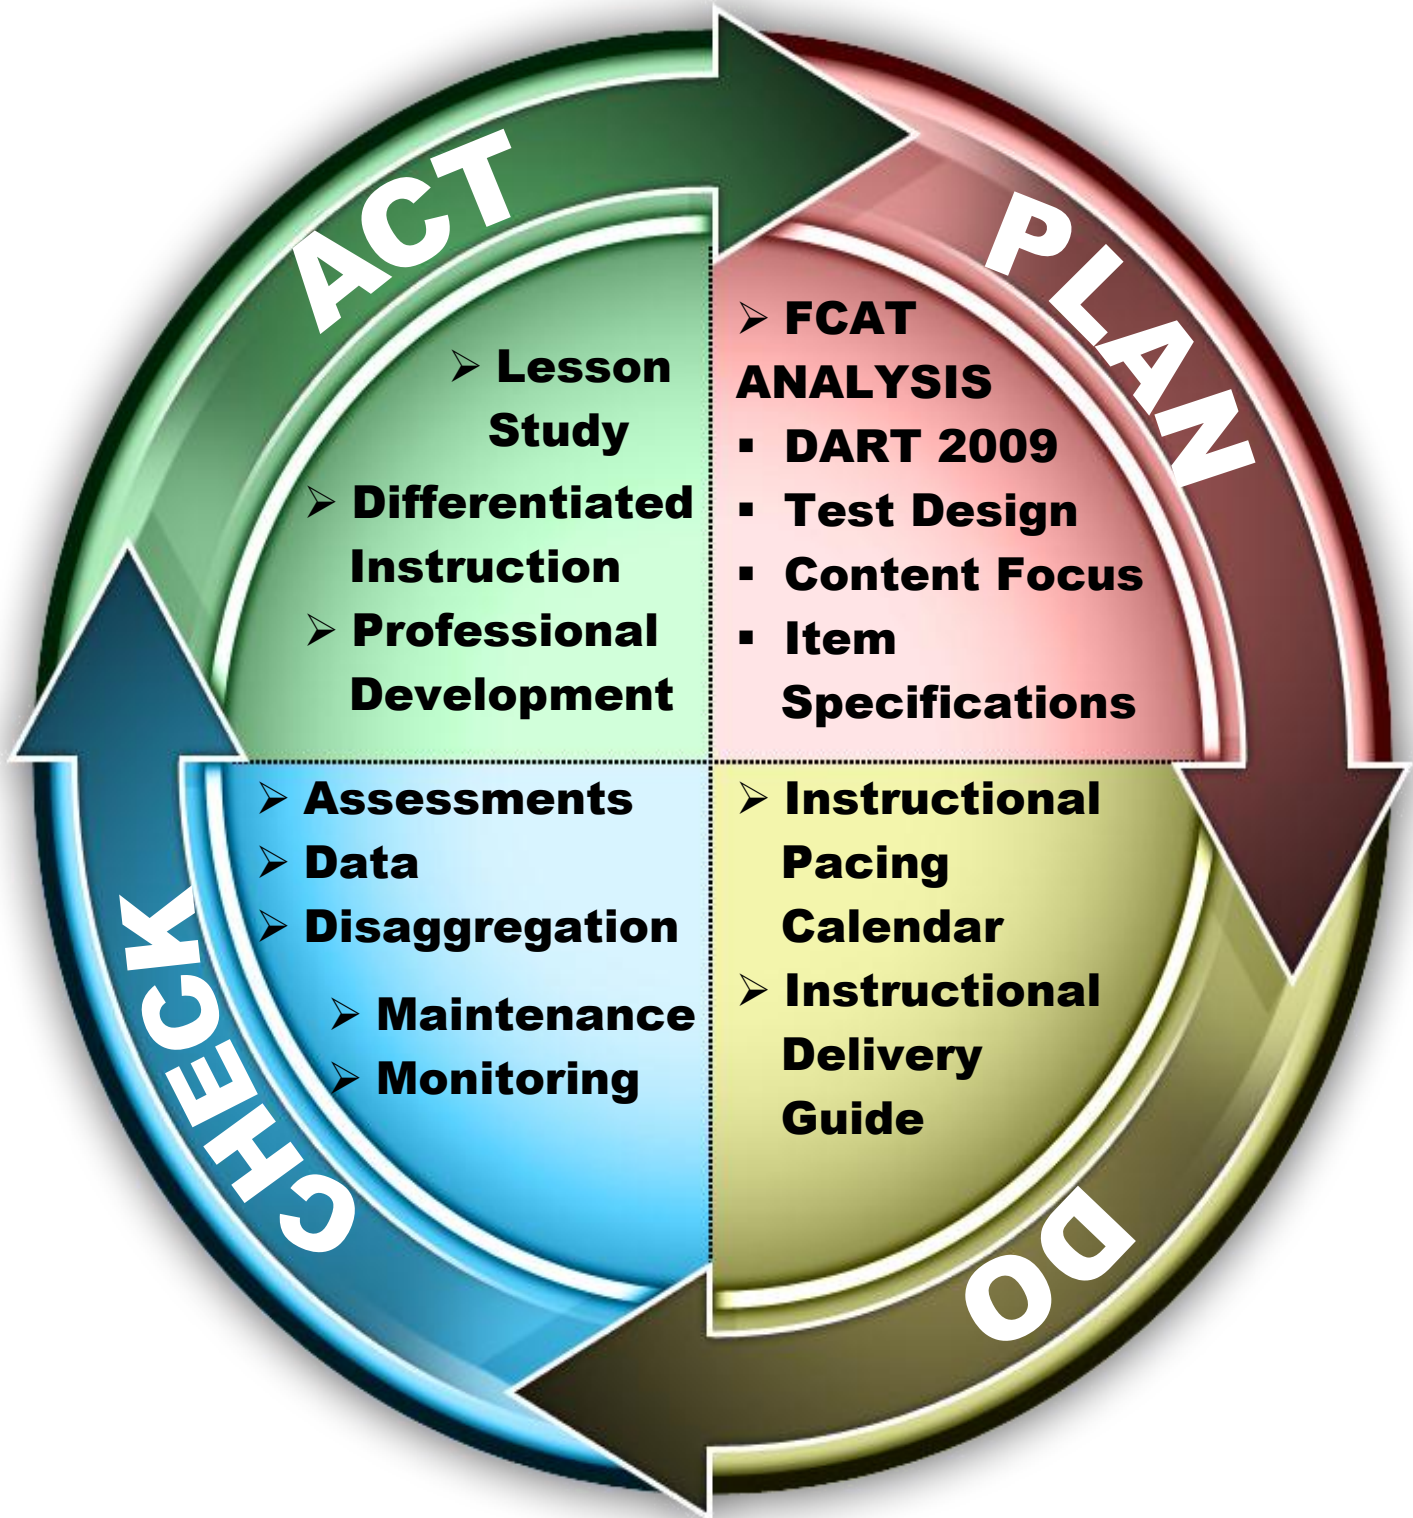 ACT
➢ Lesson
Study
➢ Differentiated
Instruction
➢ Professional
Development
PLAN
➢ FCAT
ANALYSIS
▪ DART 2009
▪ Test Design
▪ Content Focus
▪ Item
Specifications
DO
➢ Instructional
Pacing
Calendar
➢ Instructional
Delivery
Guide
CHECK
➢ Assessments
➢ Data
➢ Disaggregation
➢ Maintenance
➢ Monitoring